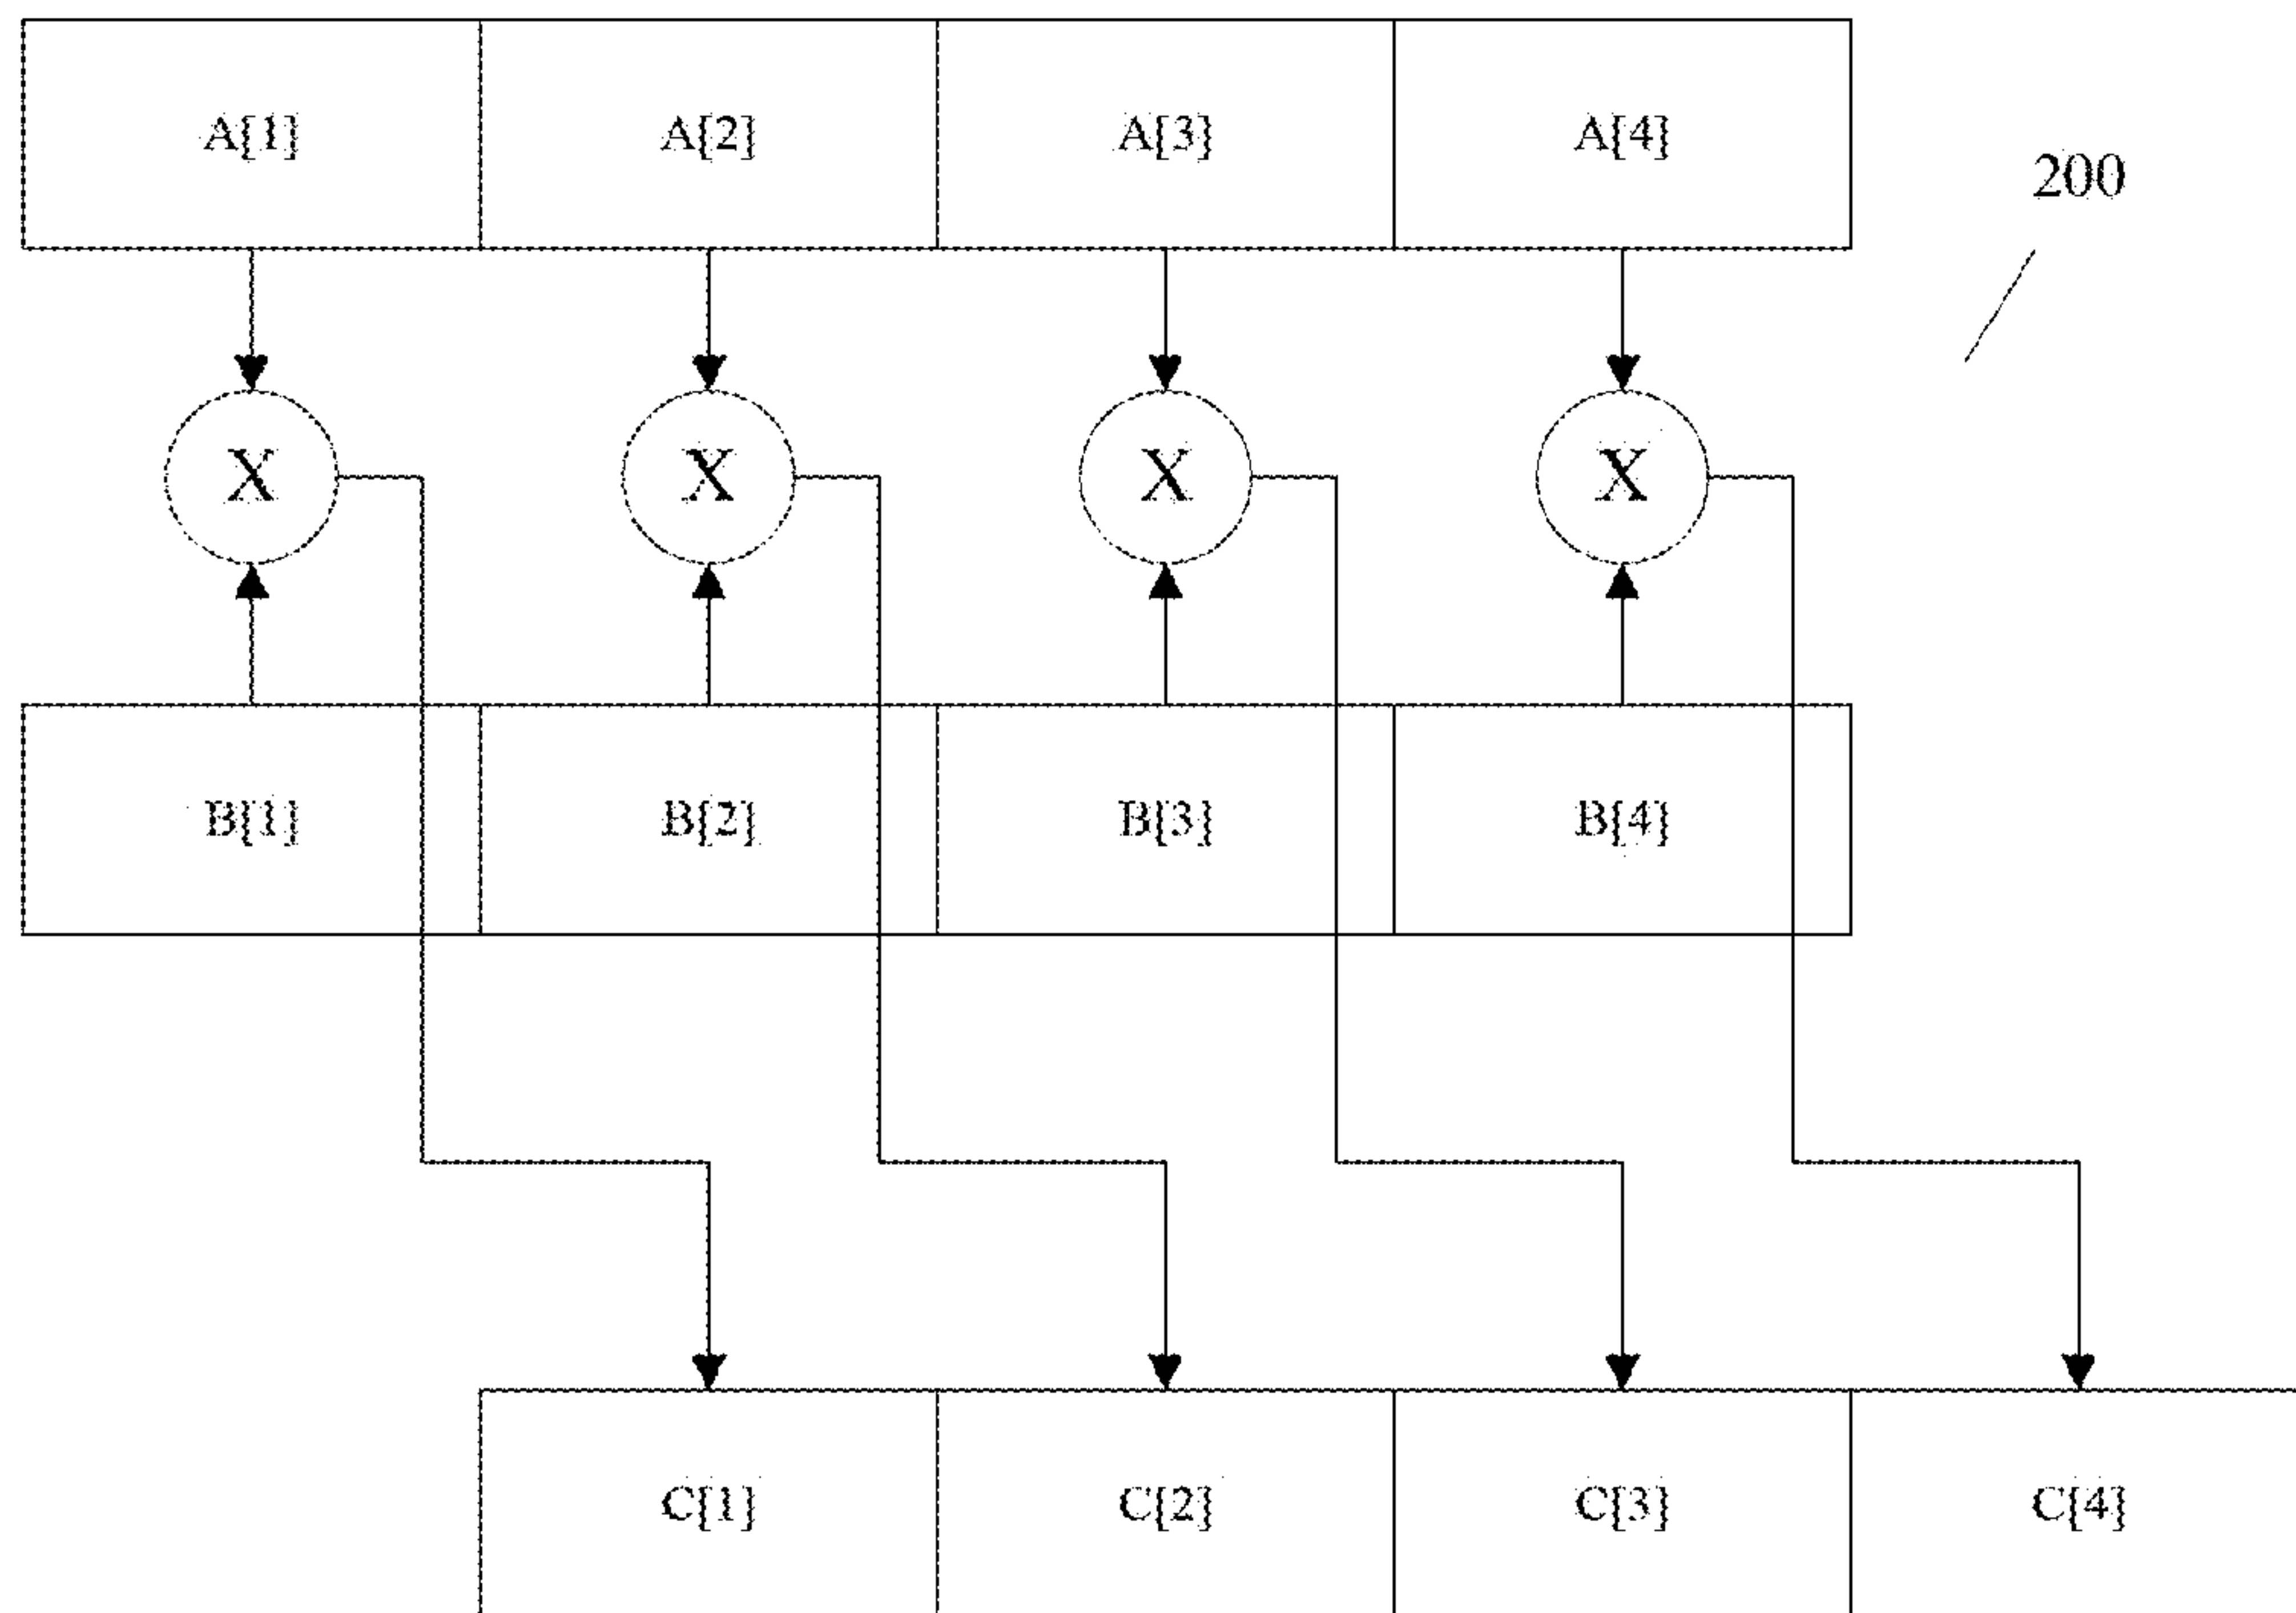 A[1] A[2] A[3] A[4]
200
X X X X
B[1] B[2] B[3] B[4]
C[1] C[2] C[3] C[4]